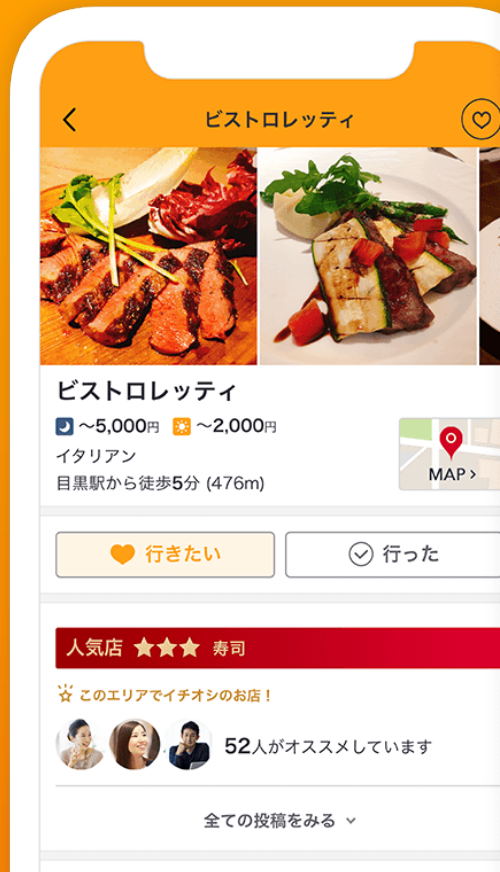 ビストロレッティ
ビストロレッティ
～5,000円 ～2,000円
イタリアン
目黒駅から徒歩5分 (476m)
MAP
行きたい
行った
人気店 ★★★ 寿司
このエリアでイチオシのお店！
52人がオススメしています
全ての投稿をみる